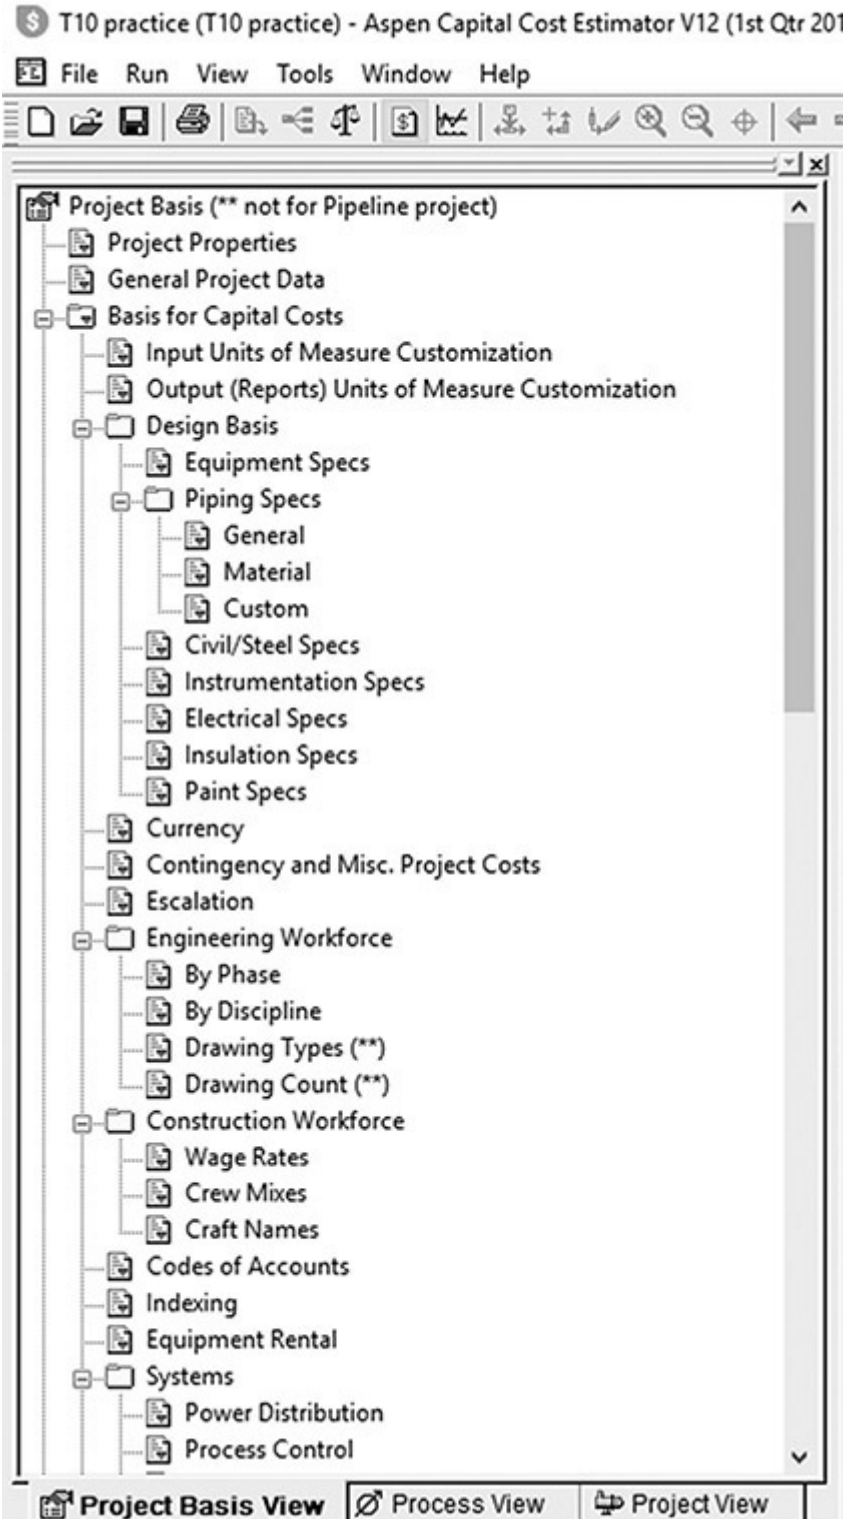 T10 practice (T10 practice) - Aspen Capital Cost Estimator V12 (1st Qtr 201
File Run View Tools Window Help
Project Basis (** not for Pipeline project)
Project Properties
General Project Data
Basis for Capital Costs
Input Units of Measure Customization
Output (Reports) Units of Measure Customization
Design Basis
Equipment Specs
Piping Specs
General
Material
Custom
Civil/Steel Specs
Instrumentation Specs
Electrical Specs
Insulation Specs
Paint Specs
Currency
Contingency and Misc. Project Costs
Escalation
Engineering Workforce
By Phase
By Discipline
Drawing Types (**)
Drawing Count (**)
Construction Workforce
Wage Rates
Crew Mixes
Craft Names
Codes of Accounts
Indexing
Equipment Rental
Systems
Power Distribution
Process Control
Project Basis View Process View Project View